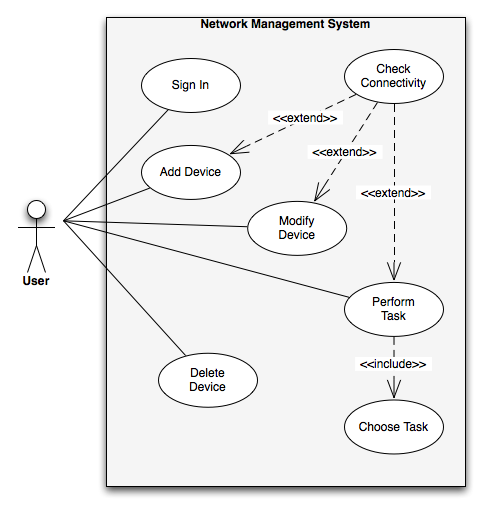 Network Management System
Sign In
Check
Connectivity
<<extend>>
<<extend>>
Add Device
<<extend>>
Modify
Device
User
Perform
Task
<<include>>
Delete
Device
Choose Task